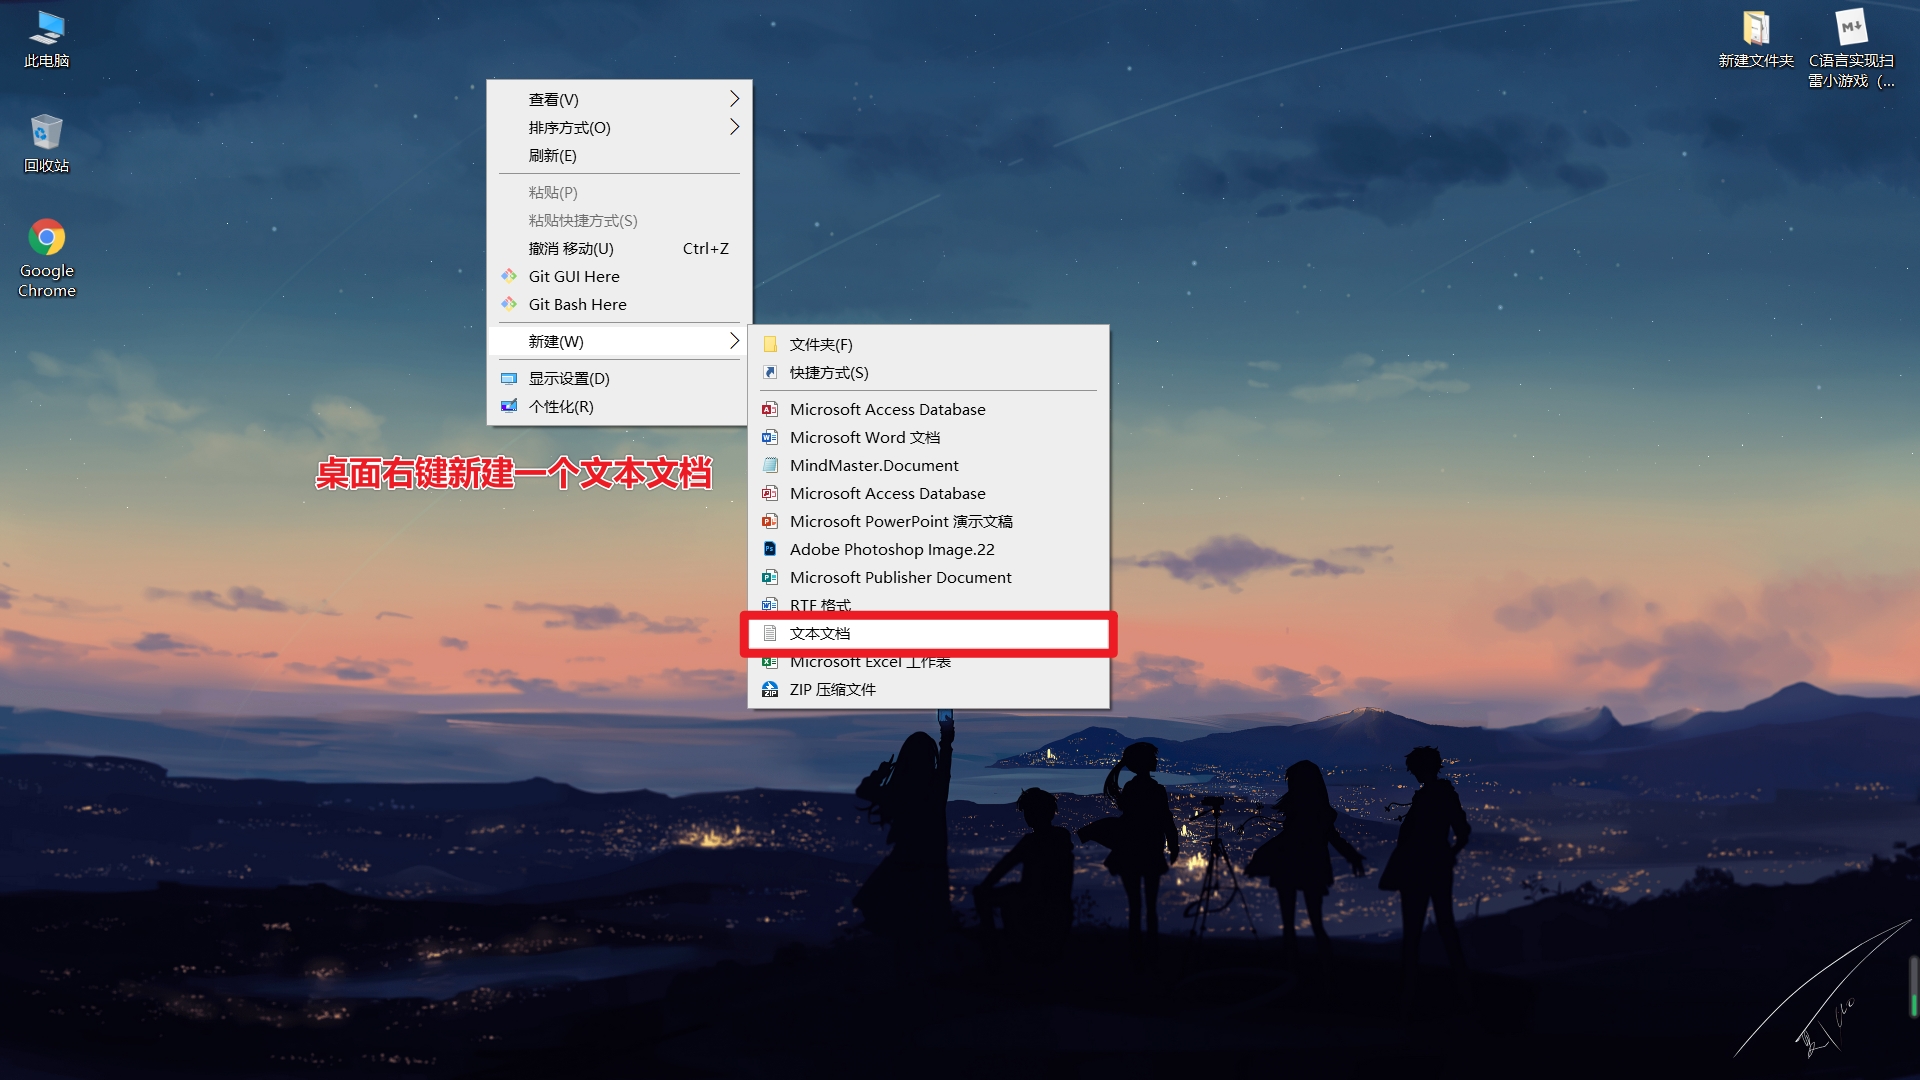 此电脑
回收站
Google
Chrome
新建文件夹
C语言实现扫
雷小游戏（...
查看(V)
排序方式(O)
刷新(E)
粘贴(P)
粘贴快捷方式(S)
撤消 移动(U) Ctrl+Z
Git GUI Here
Git Bash Here
新建(W)
显示设置(D)
个性化(R)
桌面右键新建一个文本文档
文件夹(F)
快捷方式(S)
Microsoft Access Database
Microsoft Word 文档
MindMaster.Document
Microsoft Access Database
Microsoft PowerPoint 演示文稿
Adobe Photoshop Image.22
Microsoft Publisher Document
RTF 格式
文本文档
Microsoft Excel 工作表
ZIP 压缩文件